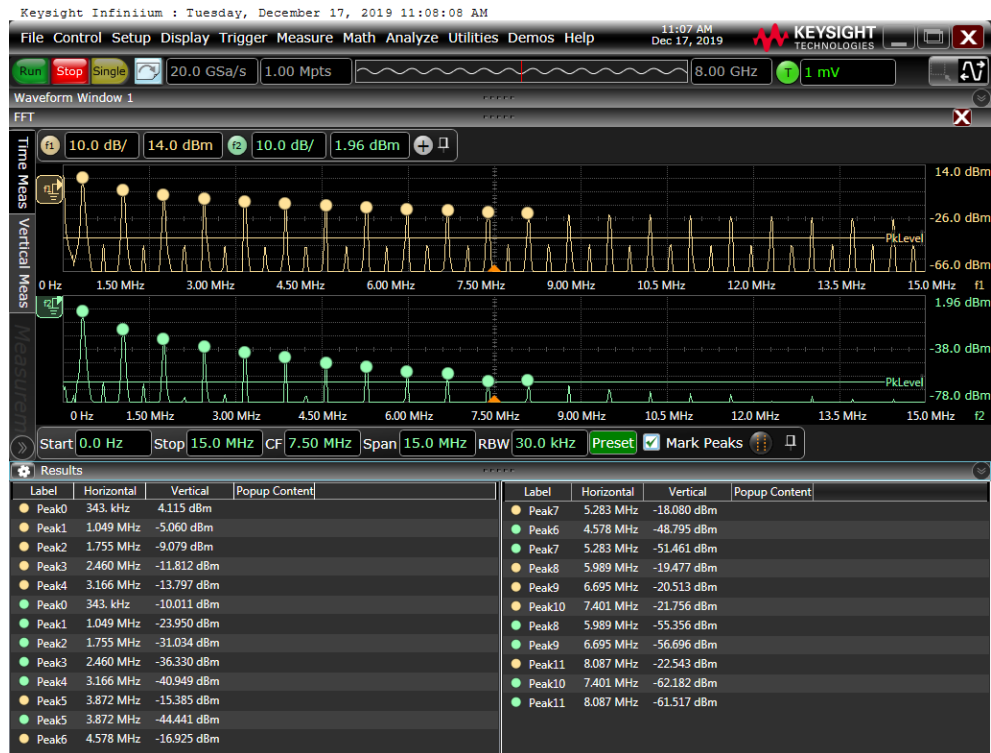 Keysight Infiniium : Tuesday, December 17, 2019 11:08:08 AM
File Control Setup Display Trigger Measure Math Analyze Utilities Demos Help 11:07 AM Dec 17, 2019 KEYSIGHT TECHNOLOGIES
Run Stop Single 20.0 GSa/s 1.00 Mpts 8.00 GHz T 1 mV
Waveform Window 1
FFT
Time Meas
Vertical Meas
Measurem
f1 10.0 dB/ 14.0 dBm f2 10.0 dB/ 1.96 dBm
14.0 dBm
f1
-26.0 dBm
PkLevel
-66.0 dBm
0 Hz 1.50 MHz 3.00 MHz 4.50 MHz 6.00 MHz 7.50 MHz 9.00 MHz 10.5 MHz 12.0 MHz 13.5 MHz 15.0 MHz f1
f2
1.96 dBm
-38.0 dBm
PkLevel
-78.0 dBm
0 Hz 1.50 MHz 3.00 MHz 4.50 MHz 6.00 MHz 7.50 MHz 9.00 MHz 10.5 MHz 12.0 MHz 13.5 MHz 15.0 MHz f2
Start 0.0 Hz Stop 15.0 MHz CF 7.50 MHz Span 15.0 MHz RBW 30.0 kHz Preset Mark Peaks
Results
Label Horizontal Vertical Popup Content
Peak0 343. kHz 4.115 dBm
Peak1 1.049 MHz -5.060 dBm
Peak2 1.755 MHz -9.079 dBm
Peak3 2.460 MHz -11.812 dBm
Peak4 3.166 MHz -13.797 dBm
Peak0 343. kHz -10.011 dBm
Peak1 1.049 MHz -23.950 dBm
Peak2 1.755 MHz -31.034 dBm
Peak3 2.460 MHz -36.330 dBm
Peak4 3.166 MHz -40.949 dBm
Peak5 3.872 MHz -15.385 dBm
Peak5 3.872 MHz -44.441 dBm
Peak6 4.578 MHz -16.925 dBm
Label Horizontal Vertical Popup Content
Peak7 5.283 MHz -18.080 dBm
Peak6 4.578 MHz -48.795 dBm
Peak7 5.283 MHz -51.461 dBm
Peak8 5.989 MHz -19.477 dBm
Peak9 6.695 MHz -20.513 dBm
Peak10 7.401 MHz -21.756 dBm
Peak8 5.989 MHz -55.356 dBm
Peak9 6.695 MHz -56.696 dBm
Peak11 8.087 MHz -22.543 dBm
Peak10 7.401 MHz -62.182 dBm
Peak11 8.087 MHz -61.517 dBm